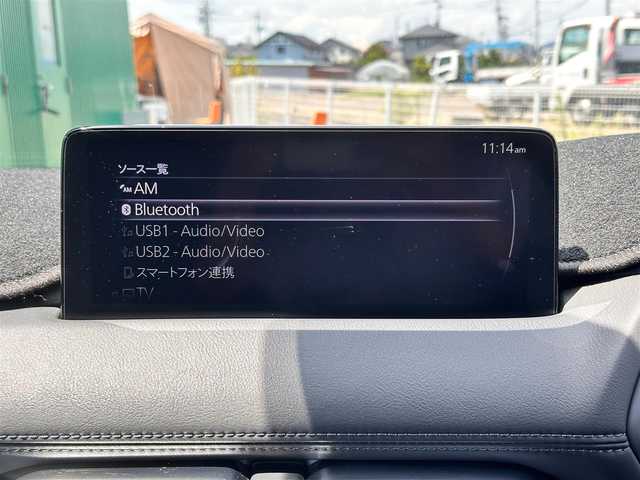 11:14am
ソース一覧
AM
Bluetooth
USB1 - Audio/Video
USB2 - Audio/Video
スマートフォン連携
TV